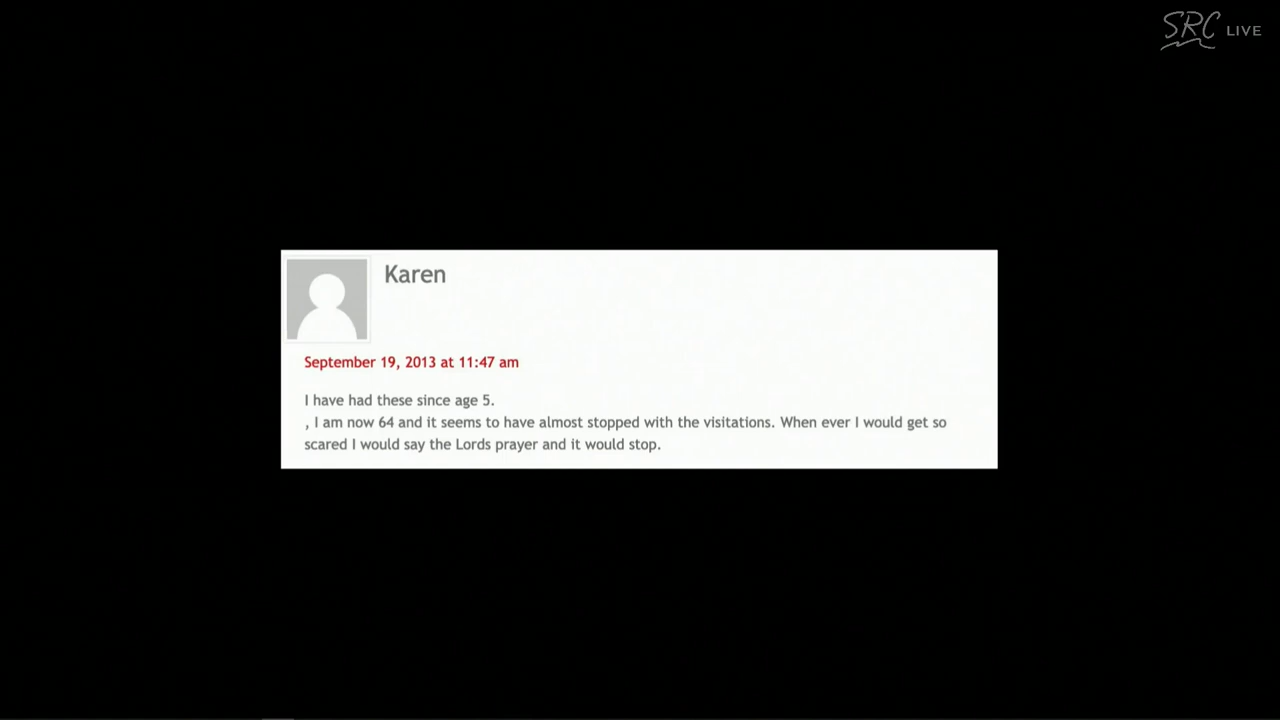 SRC LIVE
Karen
September 19, 2013 at 11:47 am
I have had these since age 5.
, I am now 64 and it seems to have almost stopped with the visitations. When ever I would get so
scared I would say the Lords prayer and it would stop.